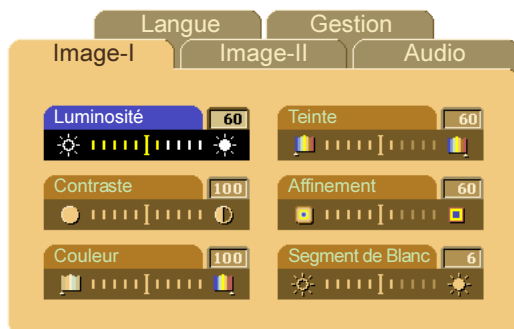 Langue Gestion
Image-I Image-II Audio
Luminosité 60 Teinte 60
Contraste 100 Affinement 60
Couleur 100 Segment de Blanc 6